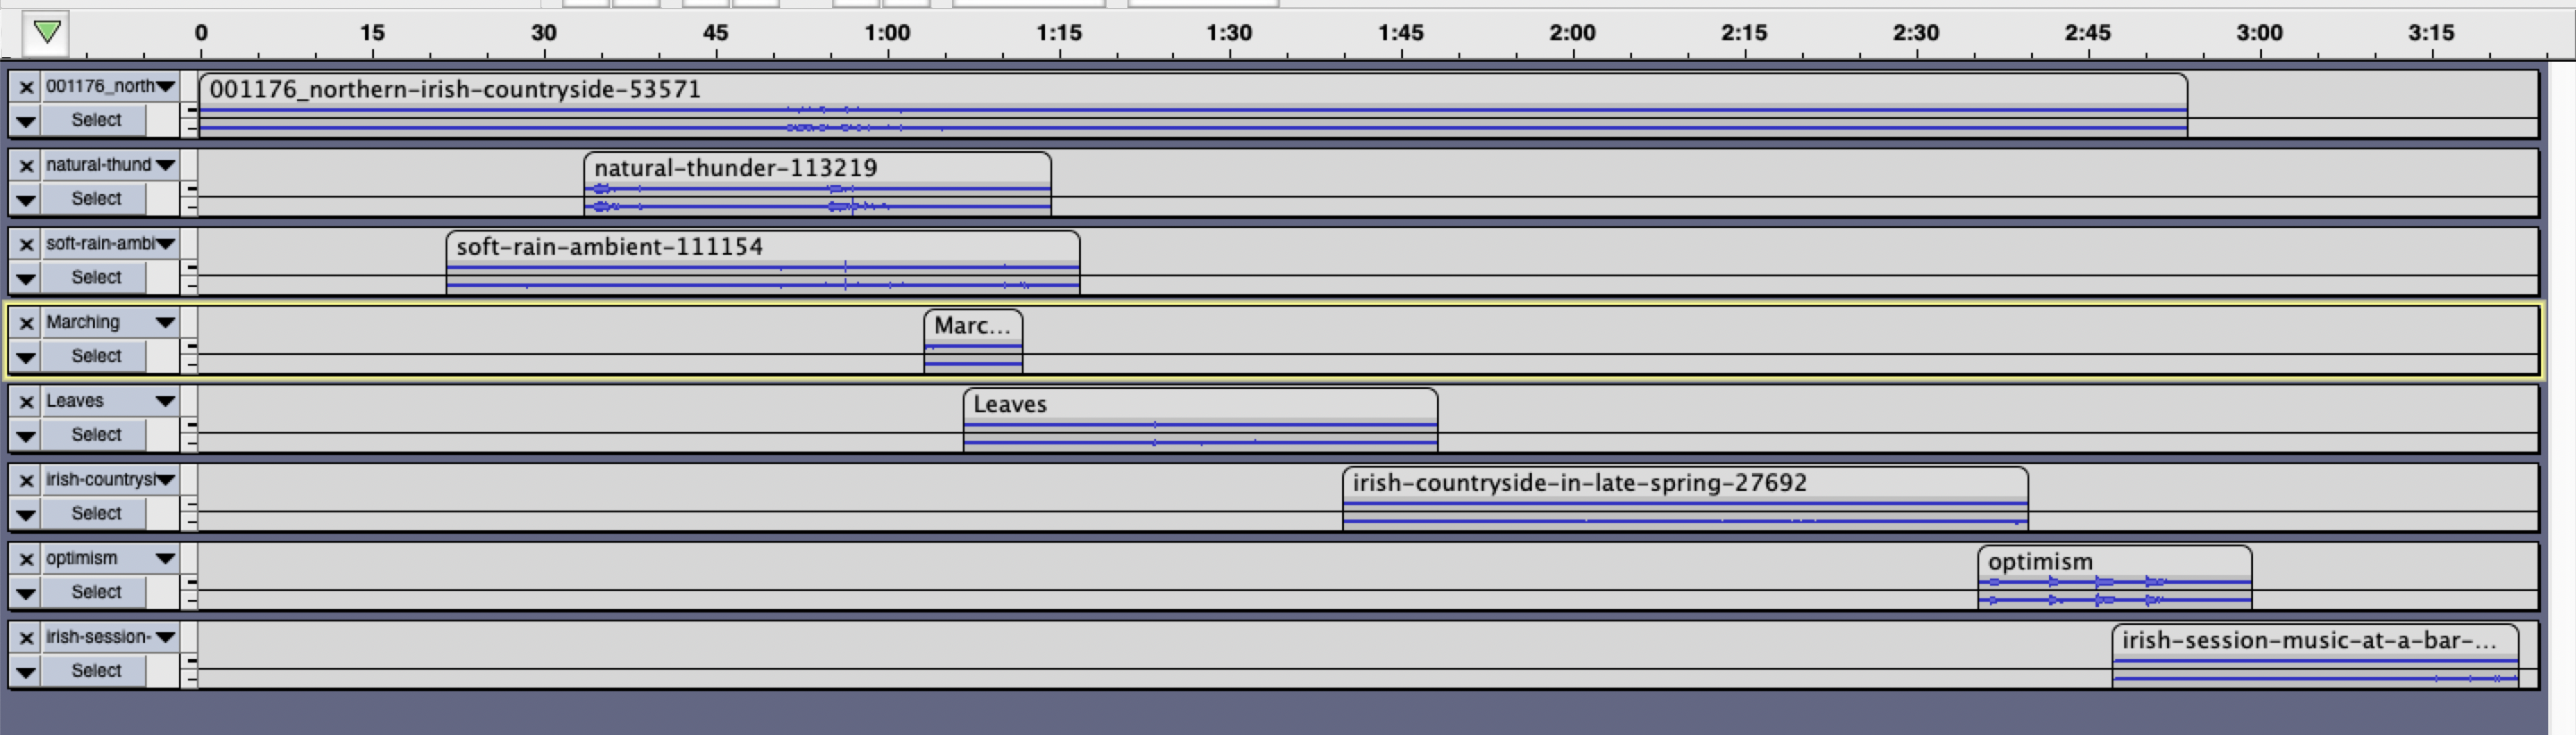 0 15 30 45 1:00 1:15 1:30 1:45 2:00 2:15 2:30 2:45 3:00 3:15
001176_north 001176_northern-irish-countryside-53571
Select
natural-thund natural-thunder-113219
Select
soft-rain-ambi soft-rain-ambient-111154
Select
Marching Marc...
Select
Leaves Leaves
Select
irish-countrysi irish-countryside-in-late-spring-27692
Select
optimism optimism
Select
irish-session- irish-session-music-at-a-bar-...
Select